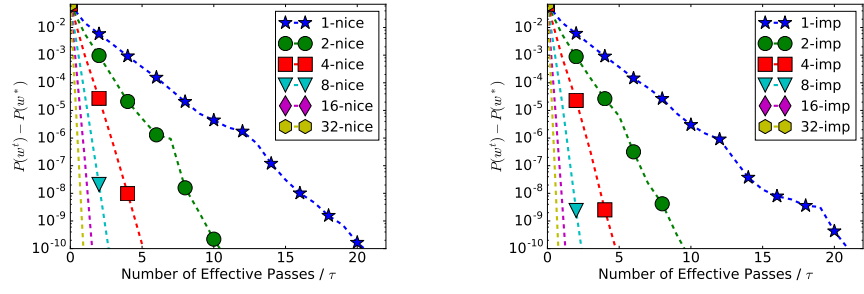 10^-2
10^-3
10^-4
10^-5
10^-6
10^-7
10^-8
10^-9
10^-10
P(w^t) − P(w^*)
0 5 10 15 20
Number of Effective Passes / τ
1-nice
2-nice
4-nice
8-nice
16-nice
32-nice
10^-2
10^-3
10^-4
10^-5
10^-6
10^-7
10^-8
10^-9
10^-10
P(w^t) − P(w^*)
0 5 10 15 20
Number of Effective Passes / τ
1-imp
2-imp
4-imp
8-imp
16-imp
32-imp